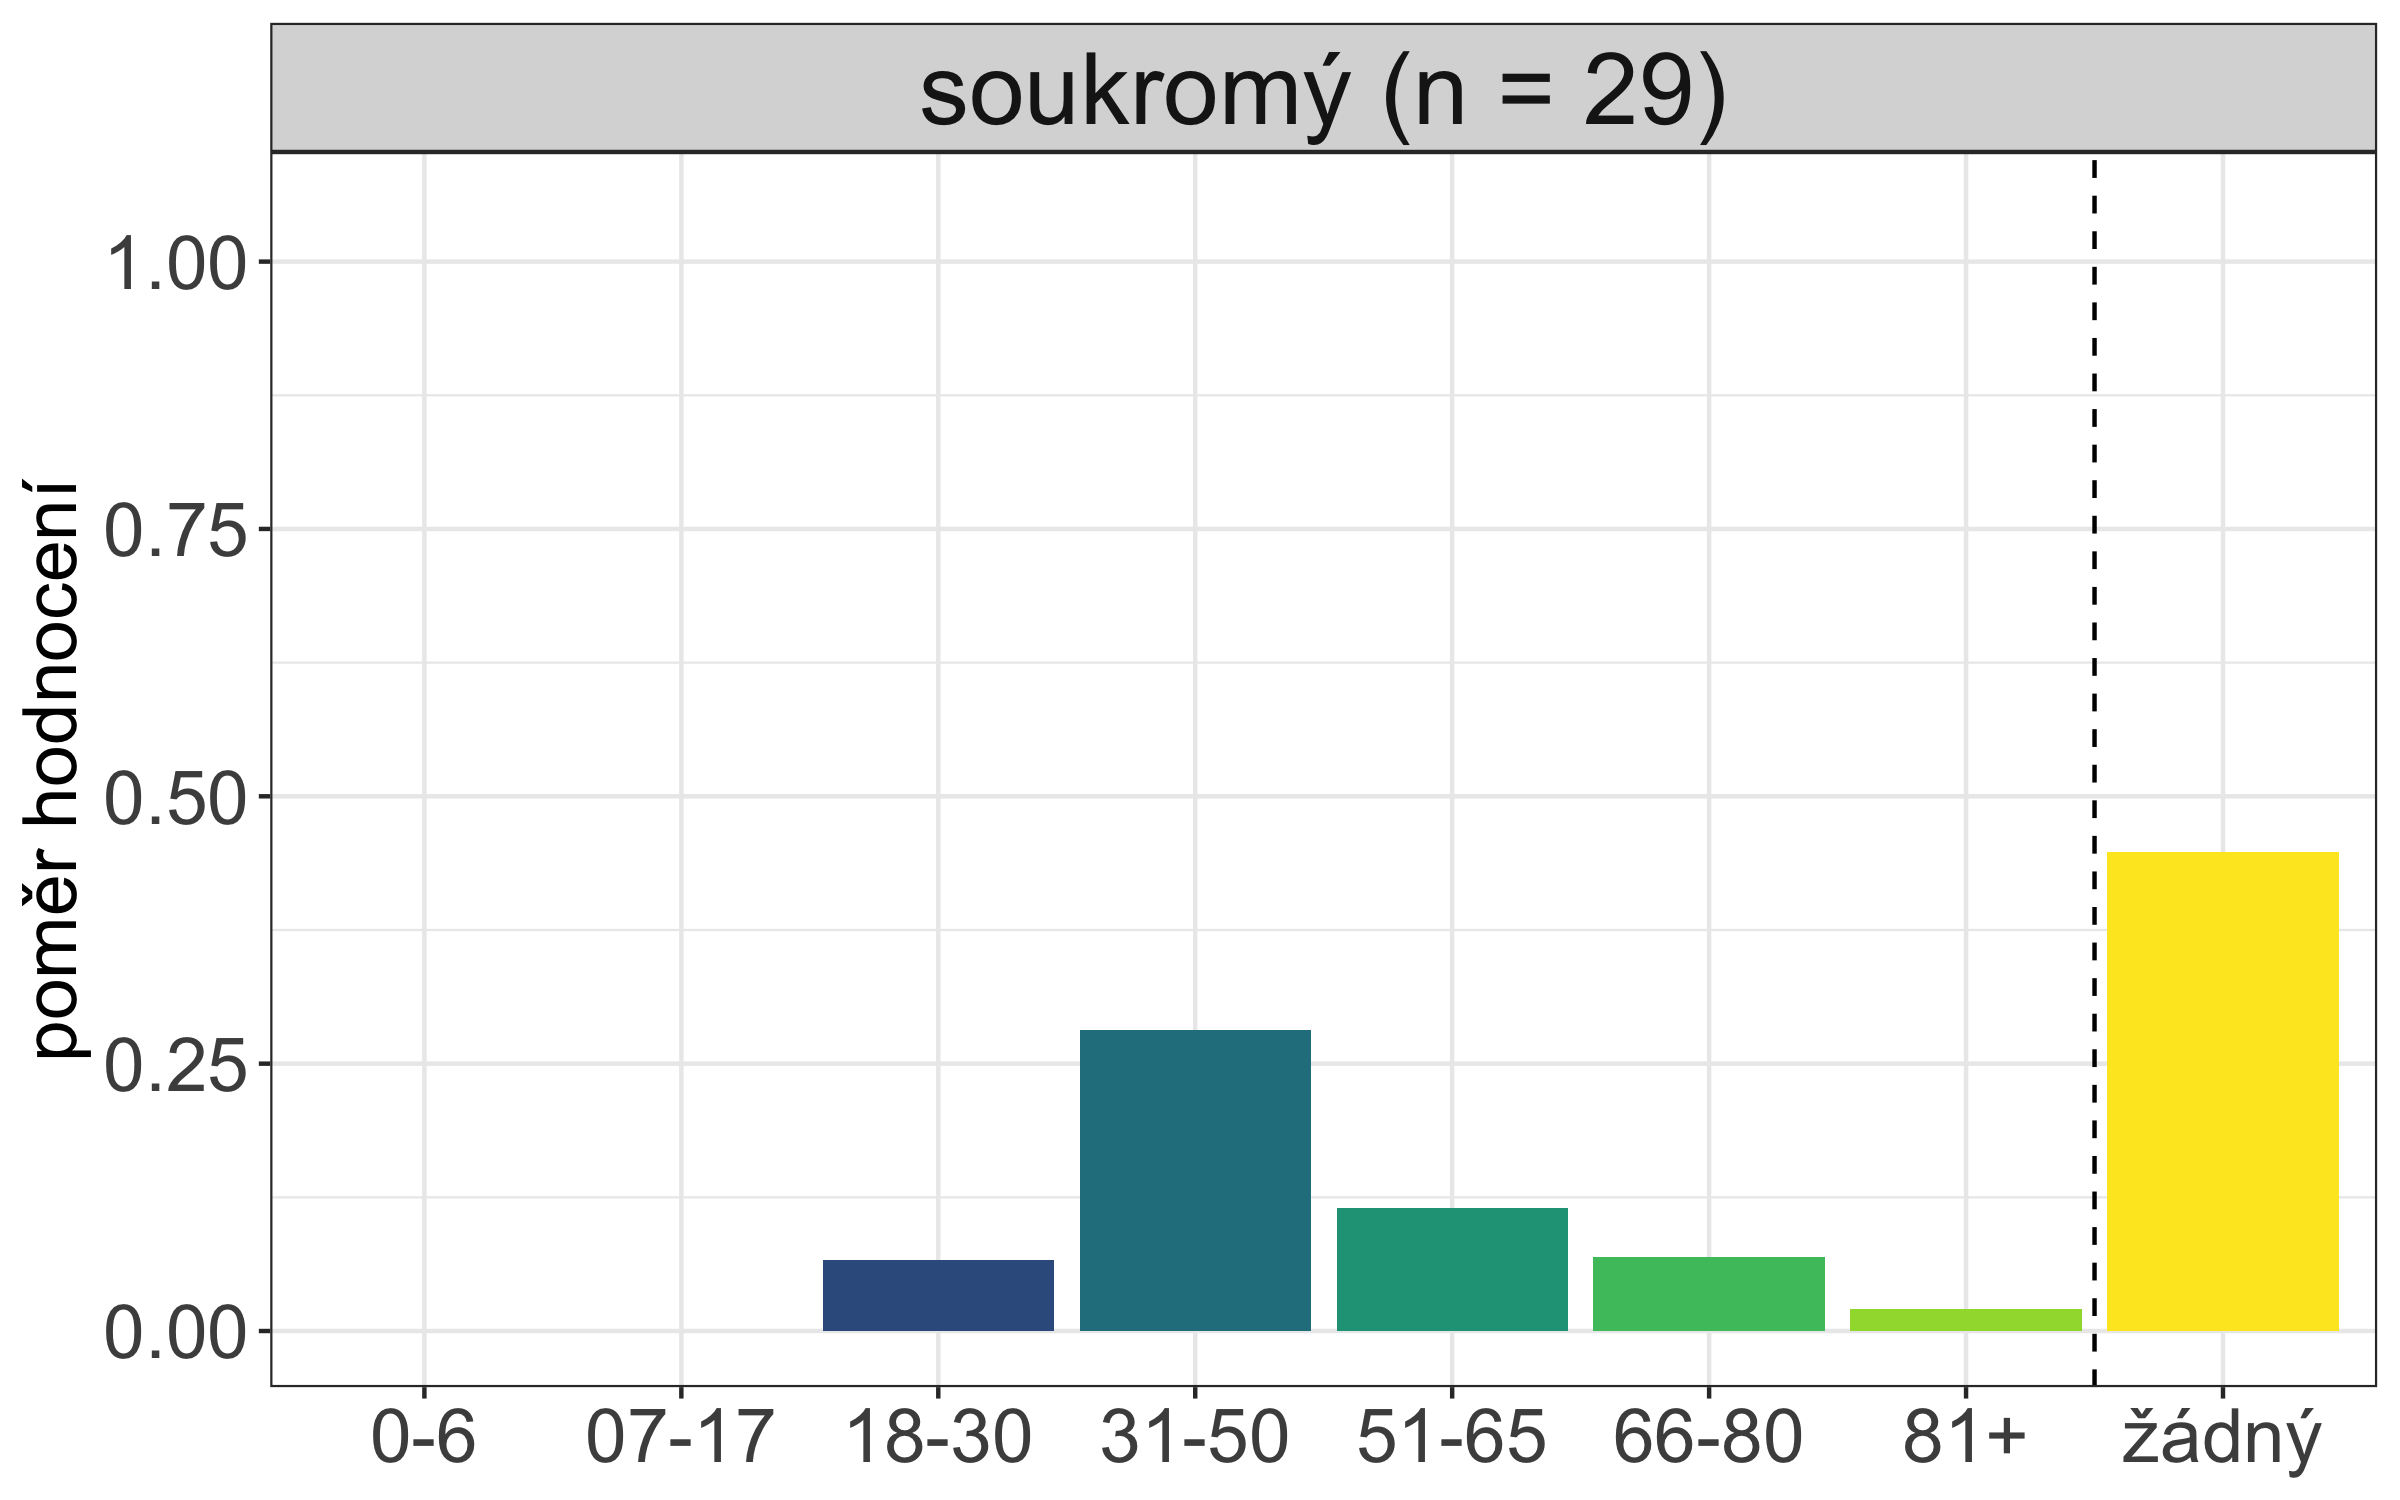 soukromý (n = 29)
poměr hodnocení
1.00
0.75
0.50
0.25
0.00
0-6 07-17 18-30 31-50 51-65 66-80 81+ žádný